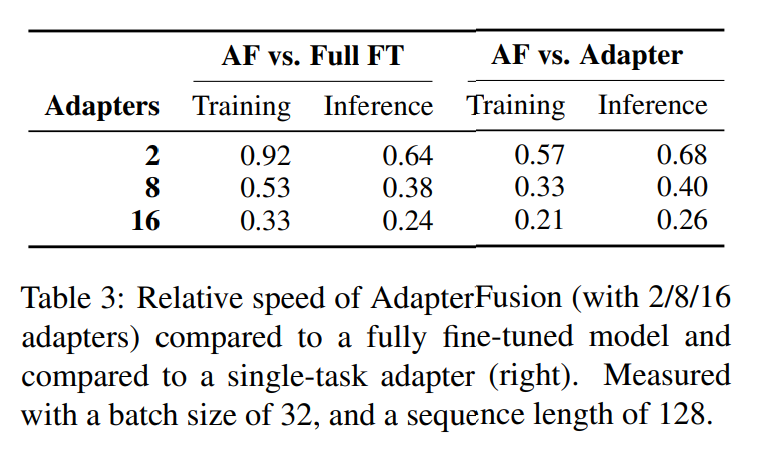 AF vs. Full FT AF vs. Adapter
Adapters Training Inference Training Inference
2 0.92 0.64 0.57 0.68
8 0.53 0.38 0.33 0.40
16 0.33 0.24 0.21 0.26
Table 3: Relative speed of AdapterFusion (with 2/8/16
adapters) compared to a fully fine-tuned model and
compared to a single-task adapter (right). Measured
with a batch size of 32, and a sequence length of 128.